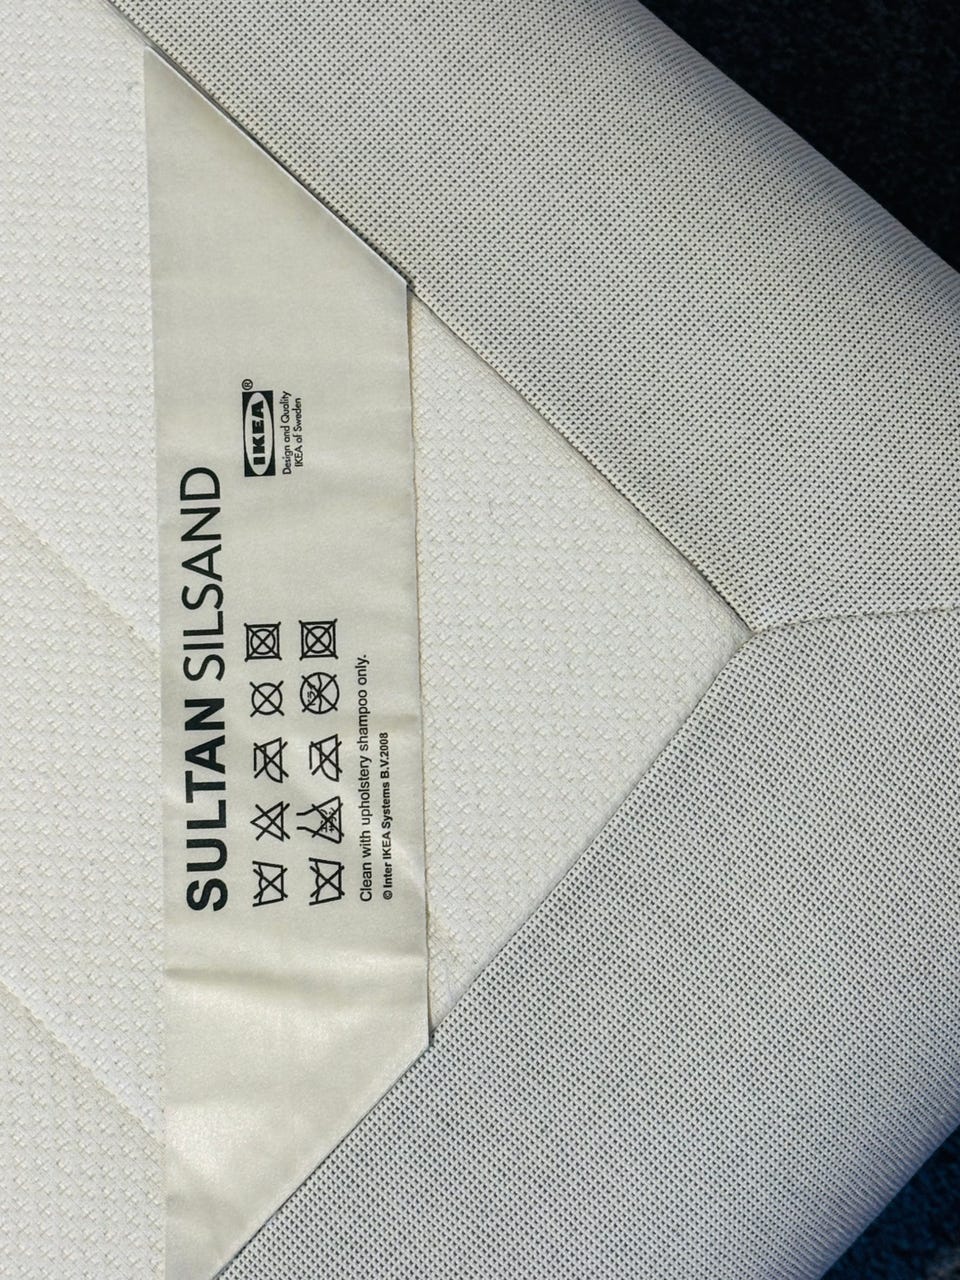 SULTAN SILSAND
IKEA®
Design and Quality
IKEA of Sweden
Clean with upholstery shampoo only.
© Inter IKEA Systems B.V.2008